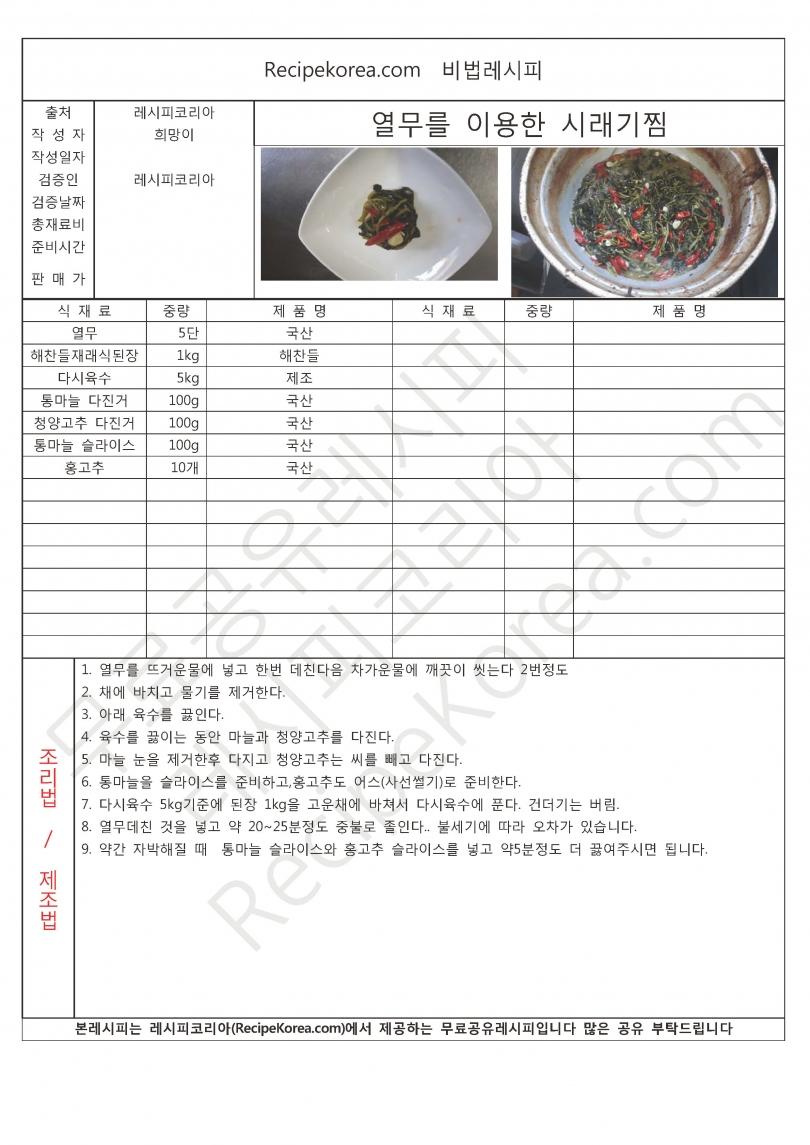 Recipekorea.com 비법레시피
출처 레시피코리아
작 성 자 희망이
작성일자
검증인 레시피코리아
검증날짜
총재료비
준비시간
판 매 가
열무를 이용한 시래기찜
식 재 료 중량 제 품 명 식 재 료 중량 제 품 명
열무 5단 국산
해찬들재래식된장 1kg 해찬들
다시육수 5kg 제조
통마늘 다진거 100g 국산
청양고추 다진거 100g 국산
통마늘 슬라이스 100g 국산
홍고추 10개 국산
조리법 / 제조법
1. 열무를 뜨거운물에 넣고 한번 데친다음 차가운물에 깨끗이 씻는다 2번정도
2. 채에 바치고 물기를 제거한다.
3. 아래 육수를 끓인다.
4. 육수를 끓이는 동안 마늘과 청양고추를 다진다.
5. 마늘 눈을 제거한후 다지고 청양고추는 씨를 빼고 다진다.
6. 통마늘을 슬라이스를 준비하고,홍고추도 어스(사선썰기)로 준비한다.
7. 다시육수 5kg기준에 된장 1kg을 고운채에 바쳐서 다시육수에 푼다. 건더기는 버림.
8. 열무데친 것을 넣고 약 20~25분정도 중불로 졸인다.. 불세기에 따라 오차가 있습니다.
9. 약간 자박해질 때 통마늘 슬라이스와 홍고추 슬라이스를 넣고 약5분정도 더 끓여주시면 됩니다.
본레시피는 레시피코리아(RecipeKorea.com)에서 제공하는 무료공유레시피입니다 많은 공유 부탁드립니다
무료공유레시피
레시피코리아
RecipeKorea.com